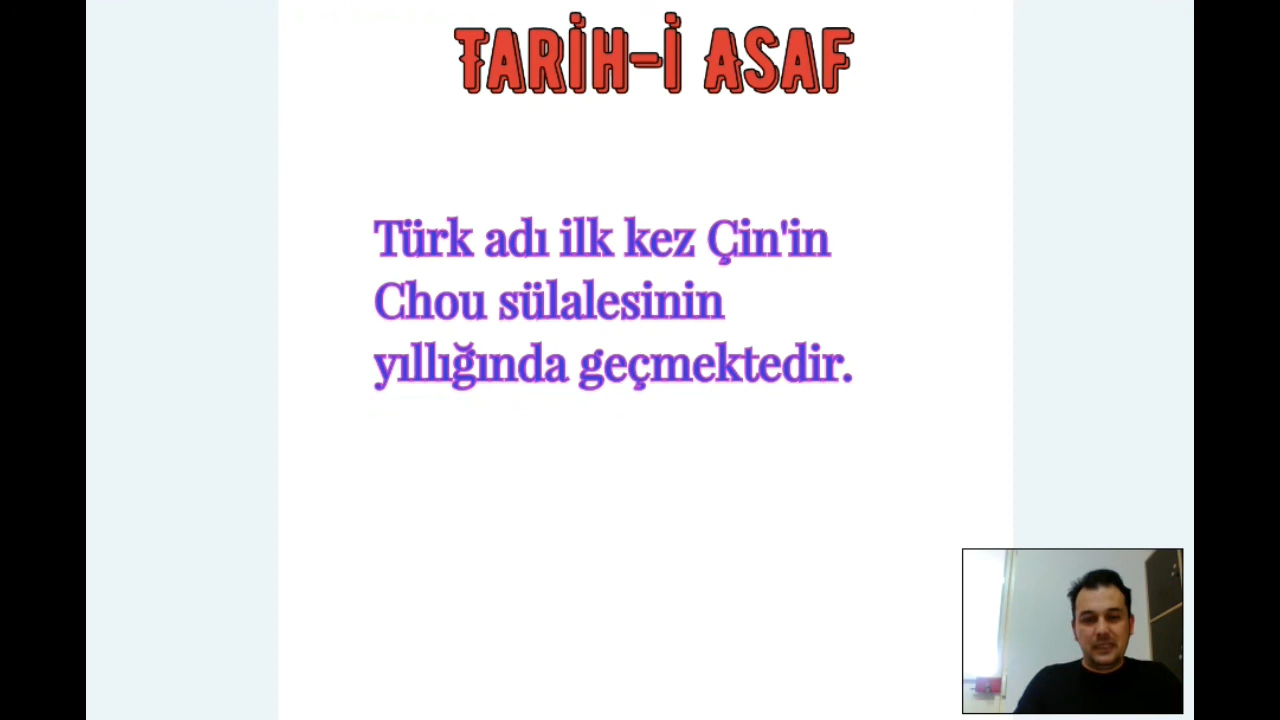 TARİH-İ ASAF
Türk adı ilk kez Çin'in
Chou sülalesinin
yıllığında geçmektedir.